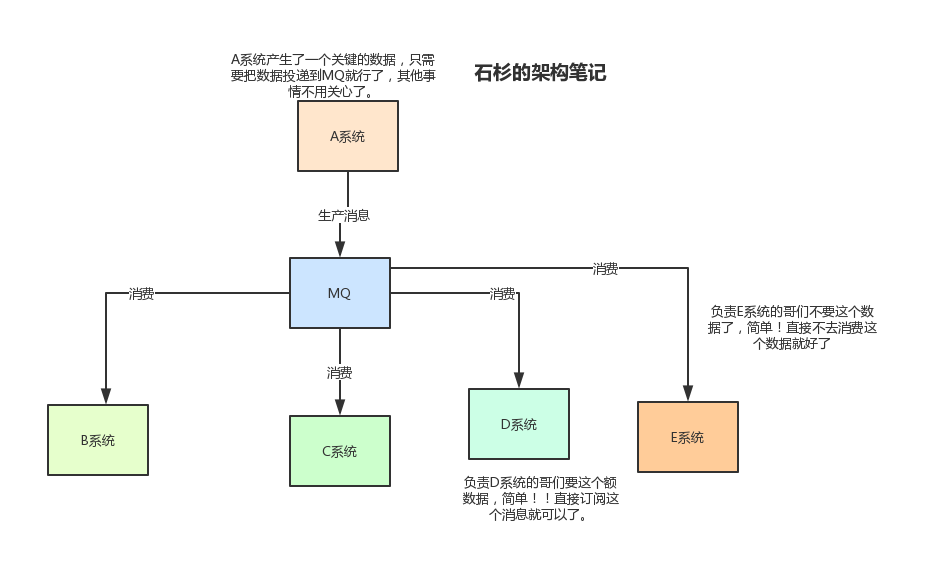 A系统产生了一个关键的数据，只需
要把数据投递到MQ就行了，其他事
情不用关心了。
石杉的架构笔记
A系统
生产消息
MQ
消费
消费
消费
消费
负责E系统的哥们不要这个数
据了，简单！直接不去消费这
个数据就好了
B系统
C系统
D系统
E系统
负责D系统的哥们要这个额
数据，简单！！直接订阅这
个消息就可以了。